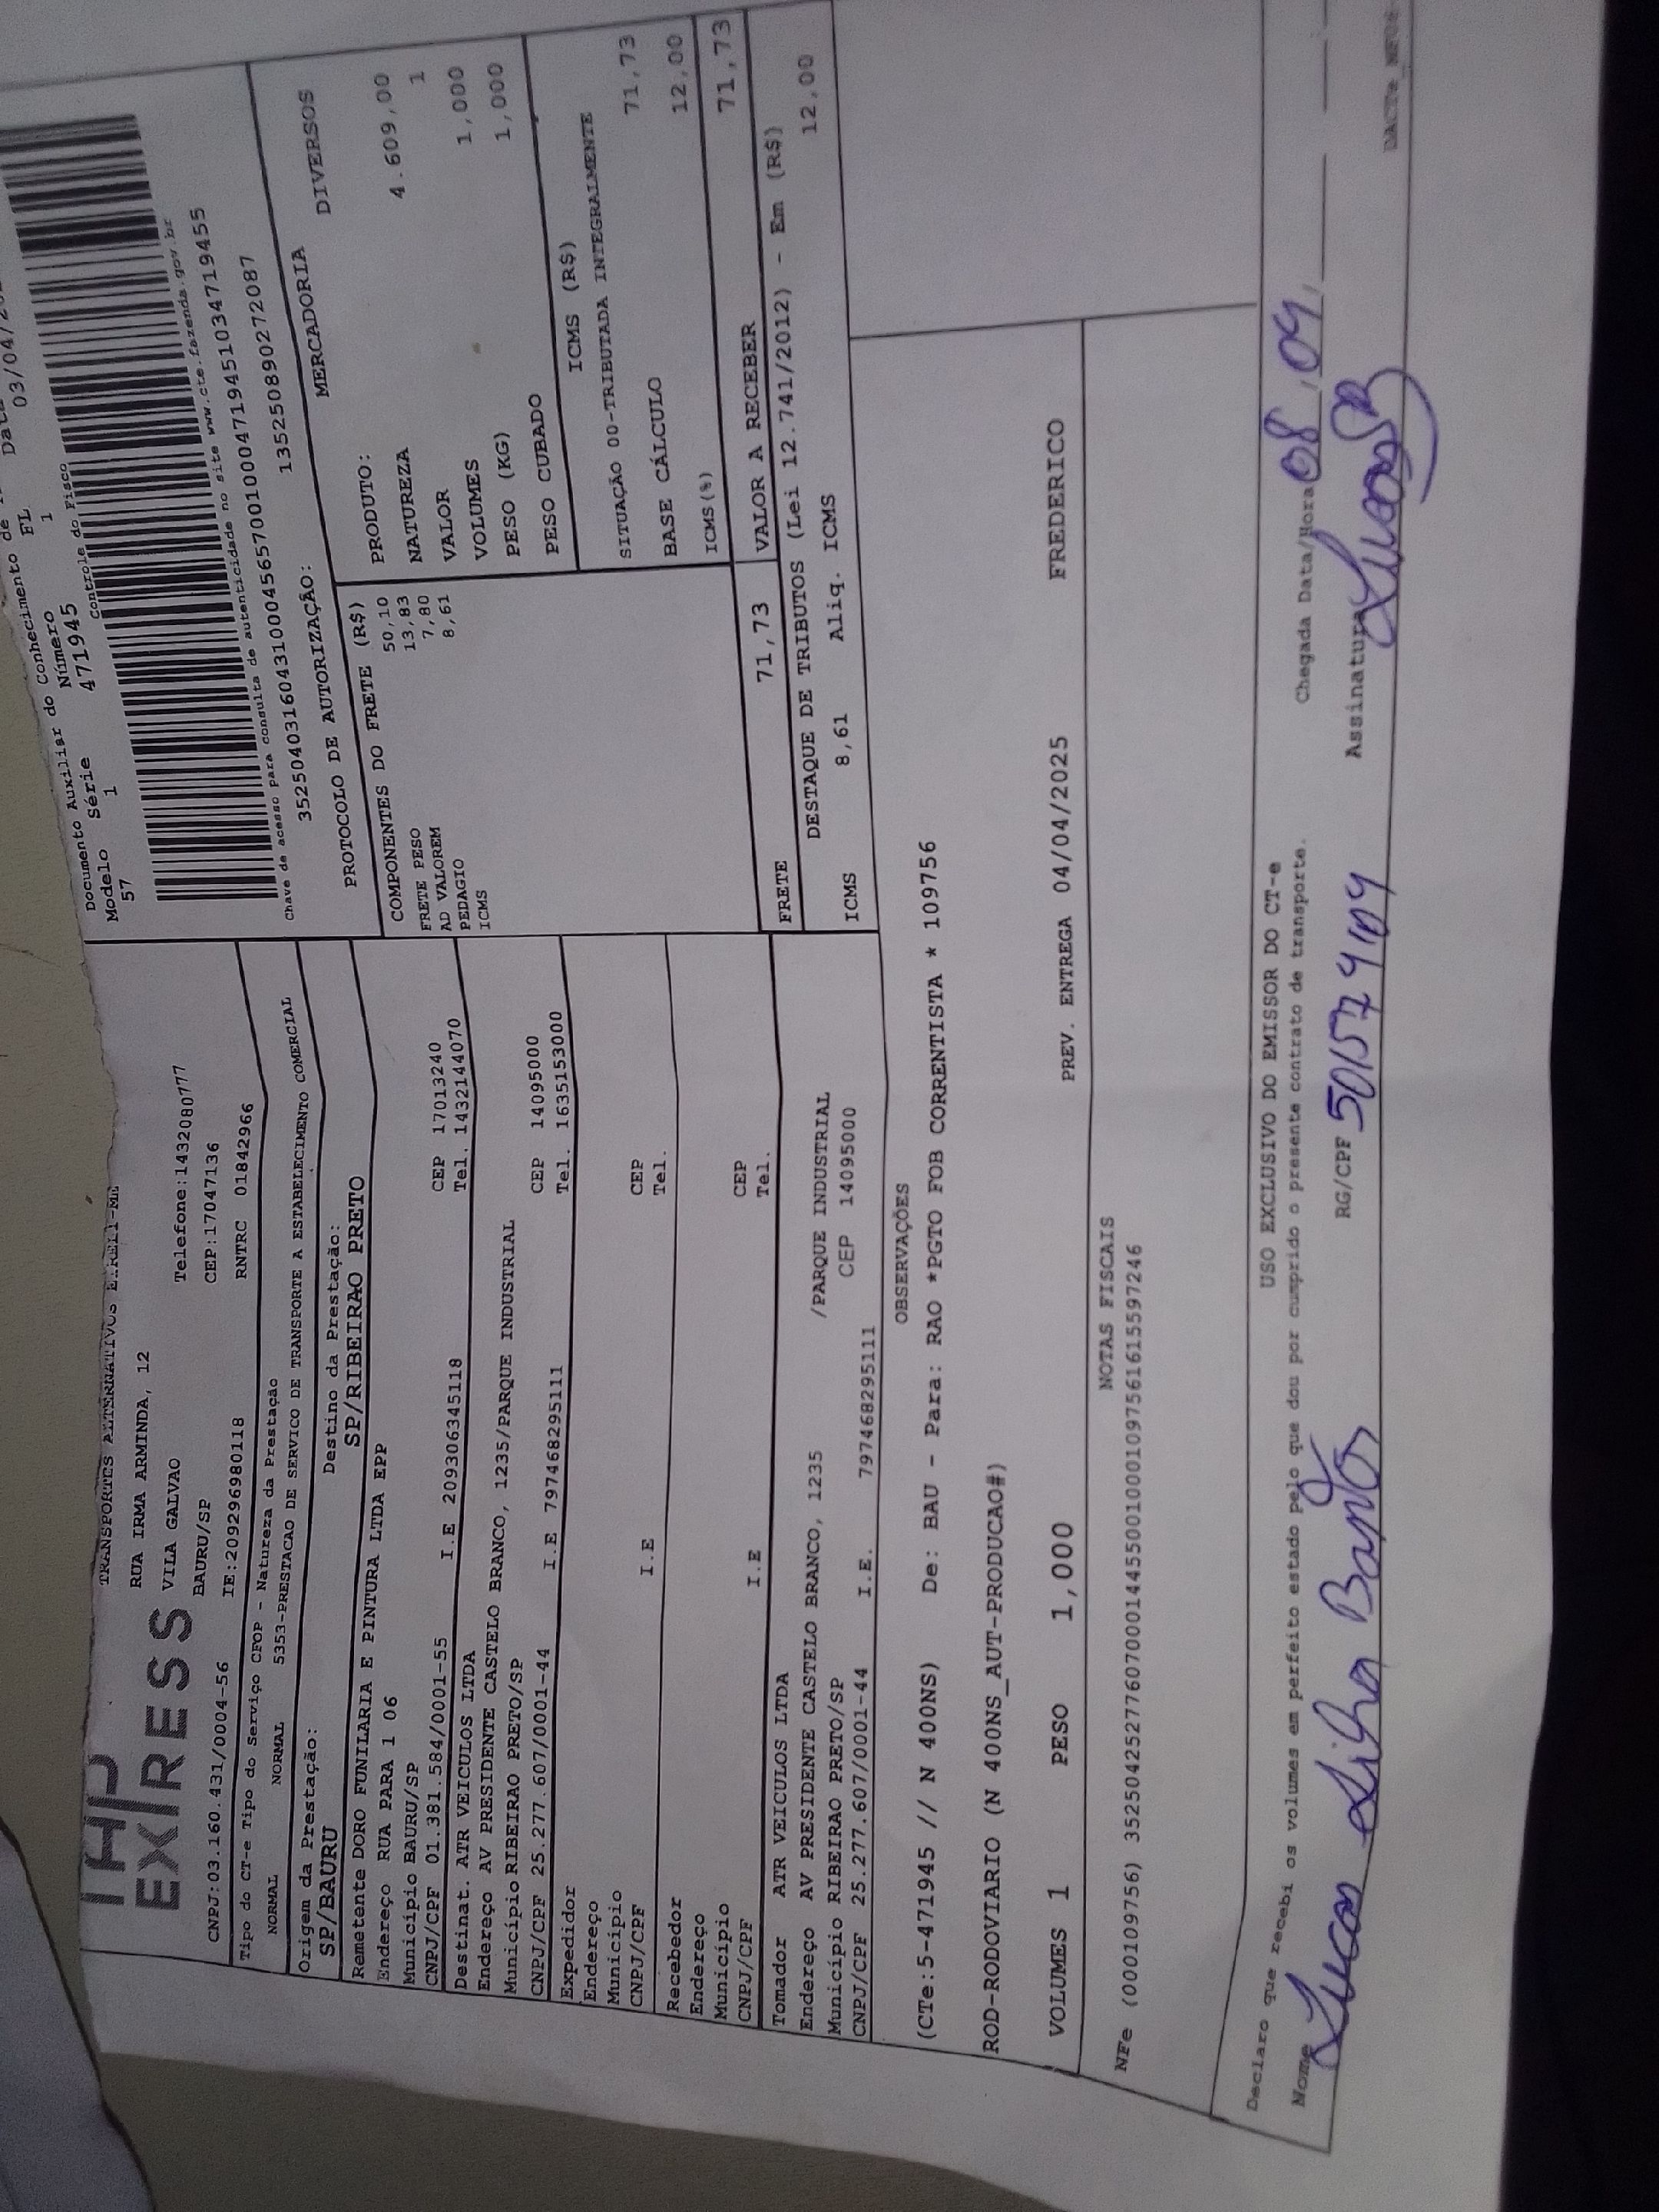 TRANSPORTES ALTERNATIVOS EIRELI-ME
EXPRESS
RUA IRMA ARMINDA, 12
VILA GALVAO Telefone:1432080777
BAURU/SP CEP:17047136
CNPJ:03.160.431/0004-56 IE:209296980118 RNTRC 01842966
Tipo do CT-e Tipo do Serviço CFOP - Natureza da Prestação
NORMAL NORMAL 5353-PRESTACAO DE SERVICO DE TRANSPORTE A ESTABELECIMENTO COMERCIAL
Origem da Prestação: Destino da Prestação:
SP/BAURU SP/RIBEIRAO PRETO
Remetente DORO FUNILARIA E PINTURA LTDA EPP
Endereço RUA PARA 1 06
Município BAURU/SP CEP 17013240
CNPJ/CPF 01.381.584/0001-55 I.E 209306345118 Tel. 1432144070
Destinat. ATR VEICULOS LTDA
Endereço AV PRESIDENTE CASTELO BRANCO, 1235/PARQUE INDUSTRIAL
Município RIBEIRAO PRETO/SP CEP 14095000
CNPJ/CPF 25.277.607/0001-44 I.E 797468295111 Tel. 1635153000
Expedidor
Endereço
Município CEP
CNPJ/CPF I.E Tel.
Recebedor
Endereço
Município CEP
CNPJ/CPF I.E Tel.
Tomador ATR VEICULOS LTDA
Endereço AV PRESIDENTE CASTELO BRANCO, 1235 /PARQUE INDUSTRIAL
Município RIBEIRAO PRETO/SP CEP 14095000
CNPJ/CPF 25.277.607/0001-44 I.E. 797468295111
Documento Auxiliar do Conhecimento de
Modelo Série Número FL Data
57 1 471945 1 03/04/
Controle do Fisco
Chave de acesso para consulta de autenticidade no site www.cte.fazenda.gov.br
35250403160431000456570010004719451034719455
PROTOCOLO DE AUTORIZAÇÃO: 135250890272087
COMPONENTES DO FRETE (R$)
FRETE PESO 50,10
AD VALOREM 13,83
PEDAGIO 7,80
ICMS 8,61
MERCADORIA
PRODUTO: DIVERSOS
NATUREZA
VALOR 4.609,00
VOLUMES 1
PESO (KG) 1,000
PESO CUBADO 1,000
ICMS (R$)
SITUAÇÃO 00-TRIBUTADA INTEGRALMENTE
BASE CÁLCULO 71,73
ICMS(%) 12,00
FRETE 71,73 VALOR A RECEBER 71,73
DESTAQUE DE TRIBUTOS (Lei 12.741/2012) - Em (R$)
ICMS 8,61 Aliq. ICMS 12,00
OBSERVAÇÕES
(CTe:5-471945 // N 400NS) De: BAU - Para: RAO *PGTO FOB CORRENTISTA * 109756
ROD-RODOVIARIO (N 400NS_AUT-PRODUCAO#)
VOLUMES 1 PESO 1,000 PREV. ENTREGA 04/04/2025 FREDERICO
NOTAS FISCAIS
NFe (000109756) 35250425277607000144550010001097561615597246
USO EXCLUSIVO DO EMISSOR DO CT-e
Declaro que recebi os volumes em perfeito estado pelo que dou por cumprido o presente contrato de transporte.
Chegada Data/Hora 08/04/
Nome Lucas RG/CPF Assinatura Lucas